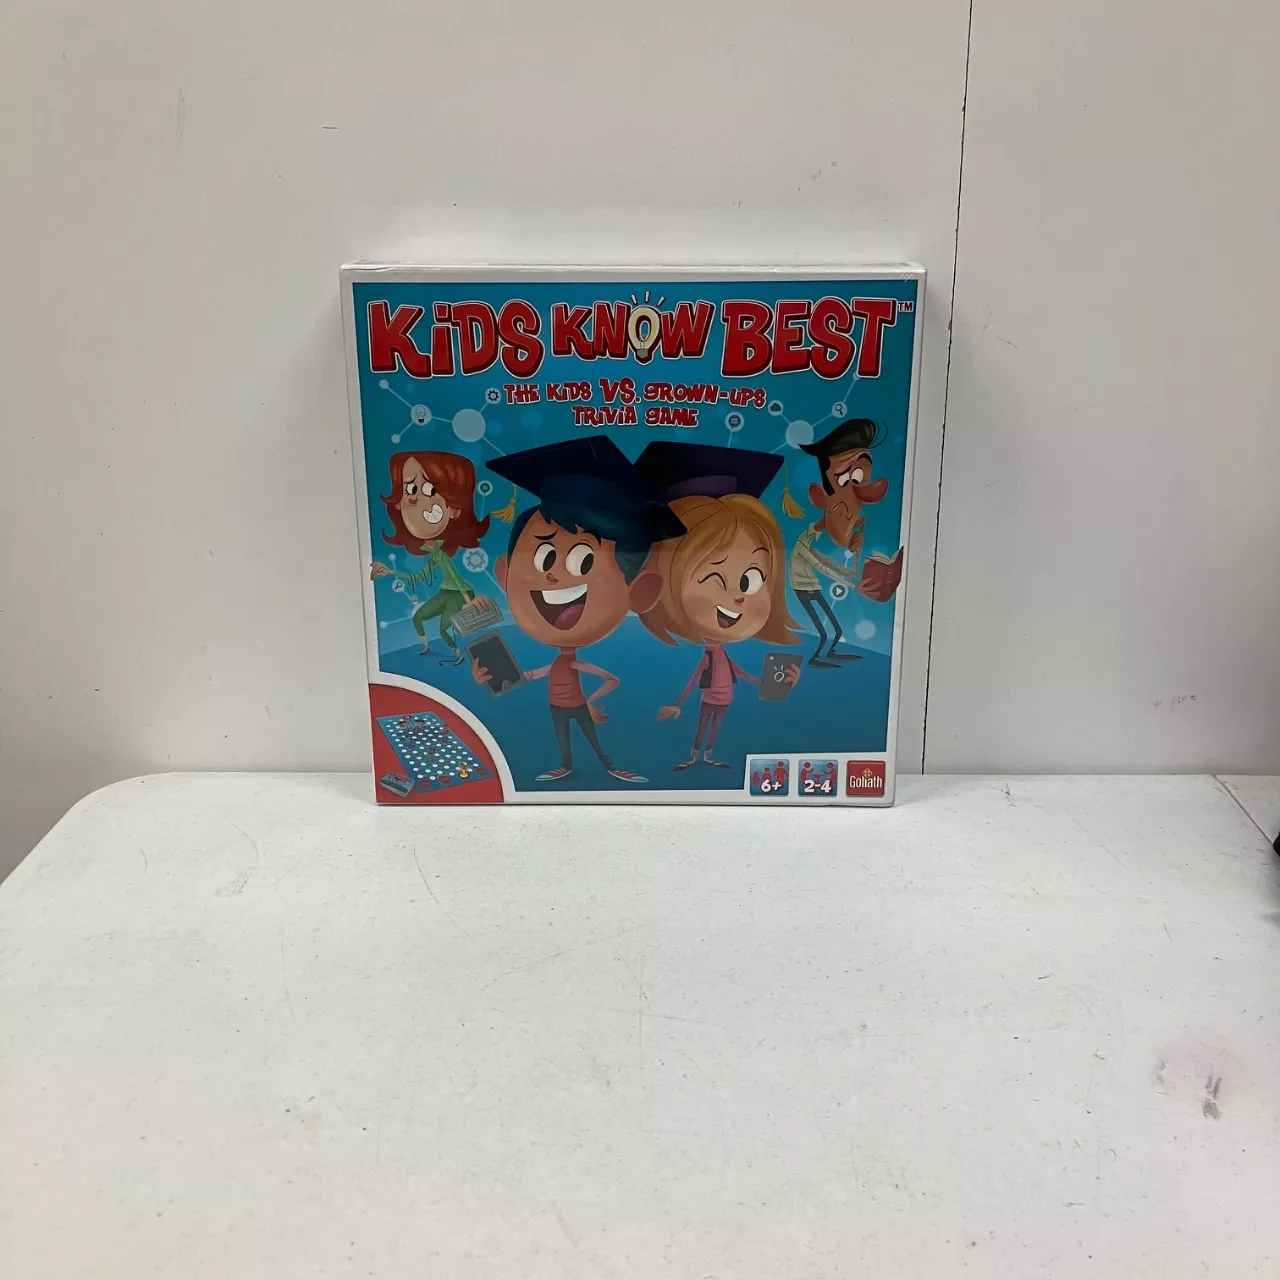 KiDS KNOW BEST™
THE KiDS VS. GROWN-UPS
TRiViA GAME
6+
2-4
Goliath